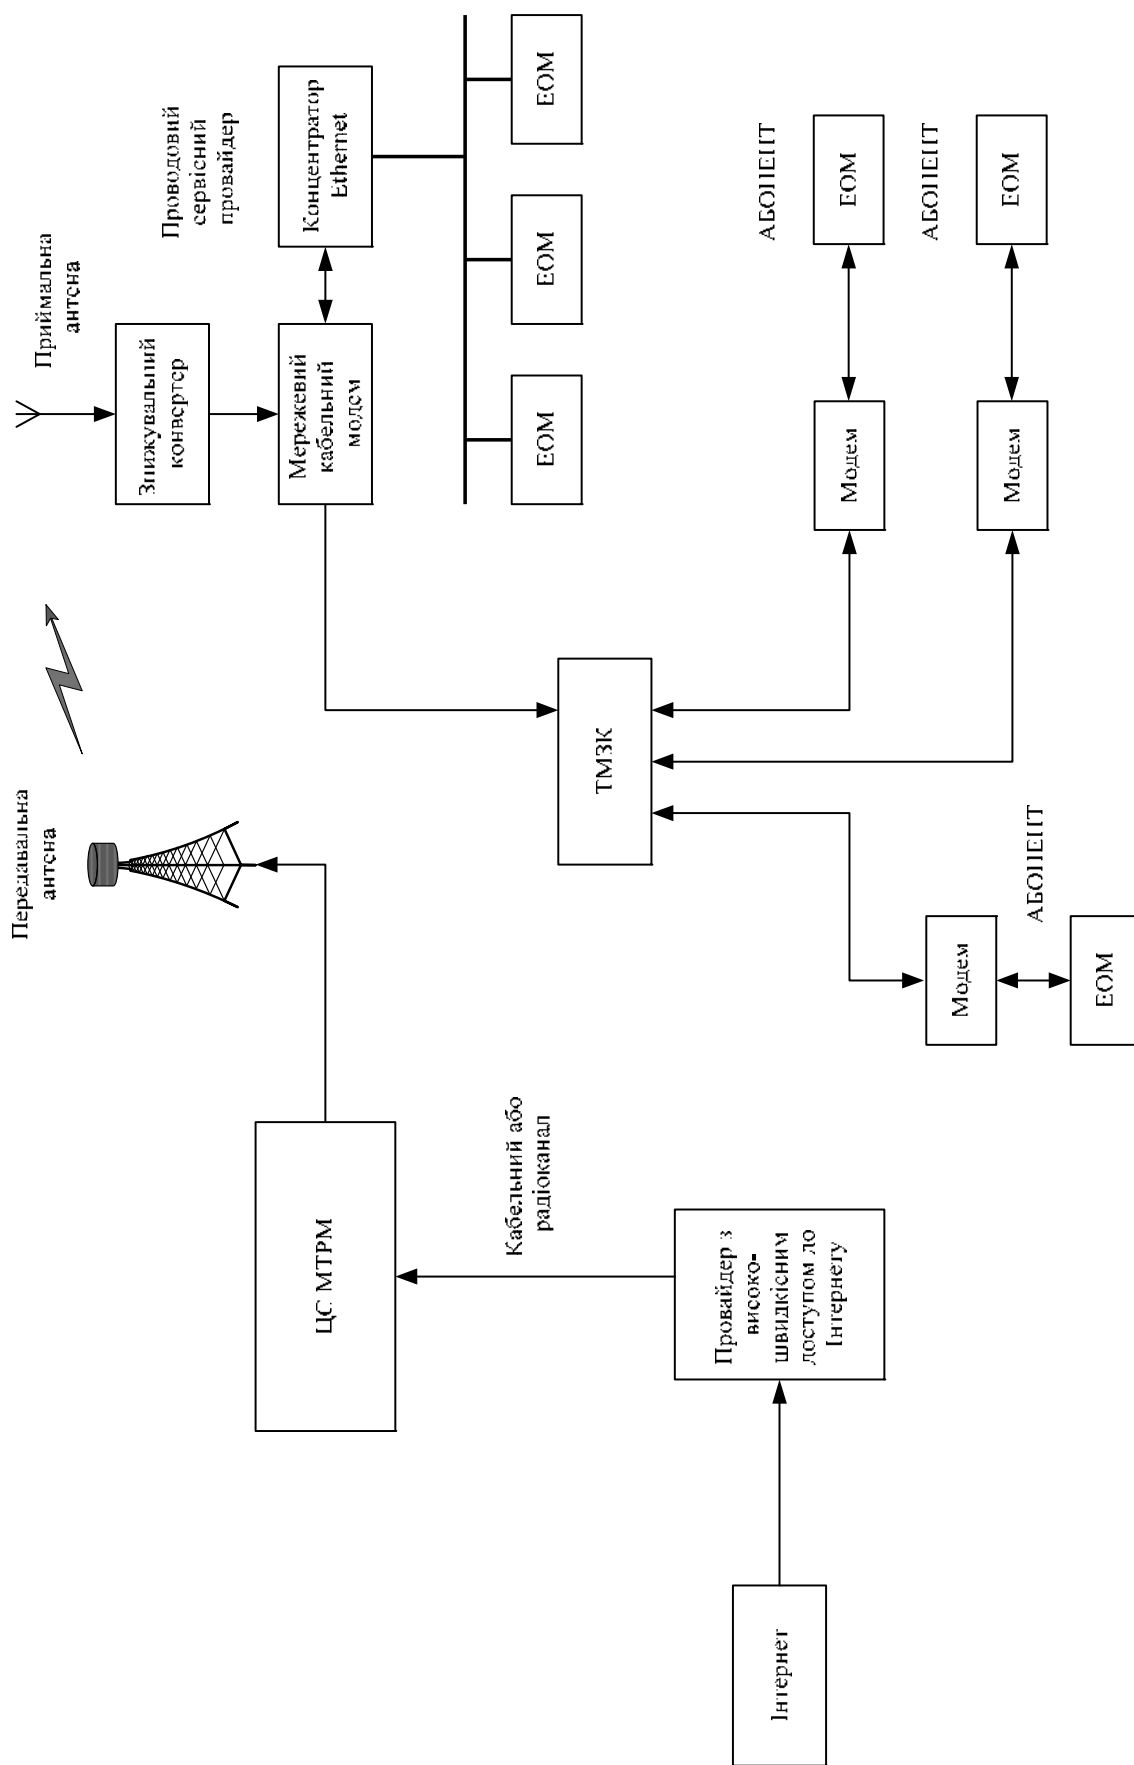 Передавальна
антена
Приймальна
антена
Знижувальний
конвертер
Проводовий
сервісний
провайдер
ЦС МТРМ
Мережевий
кабельний
модем
Концентратор
Ethernet
ЕОМ
ЕОМ
ЕОМ
Кабельний або
радіоканал
ТМЗК
Провайдер з
високо-
швидкісним
доступом до
Інтернету
Інтернет
АБОНЕНТ
Модем
ЕОМ
АБОНЕНТ
Модем
ЕОМ
Модем
АБОНЕНТ
ЕОМ